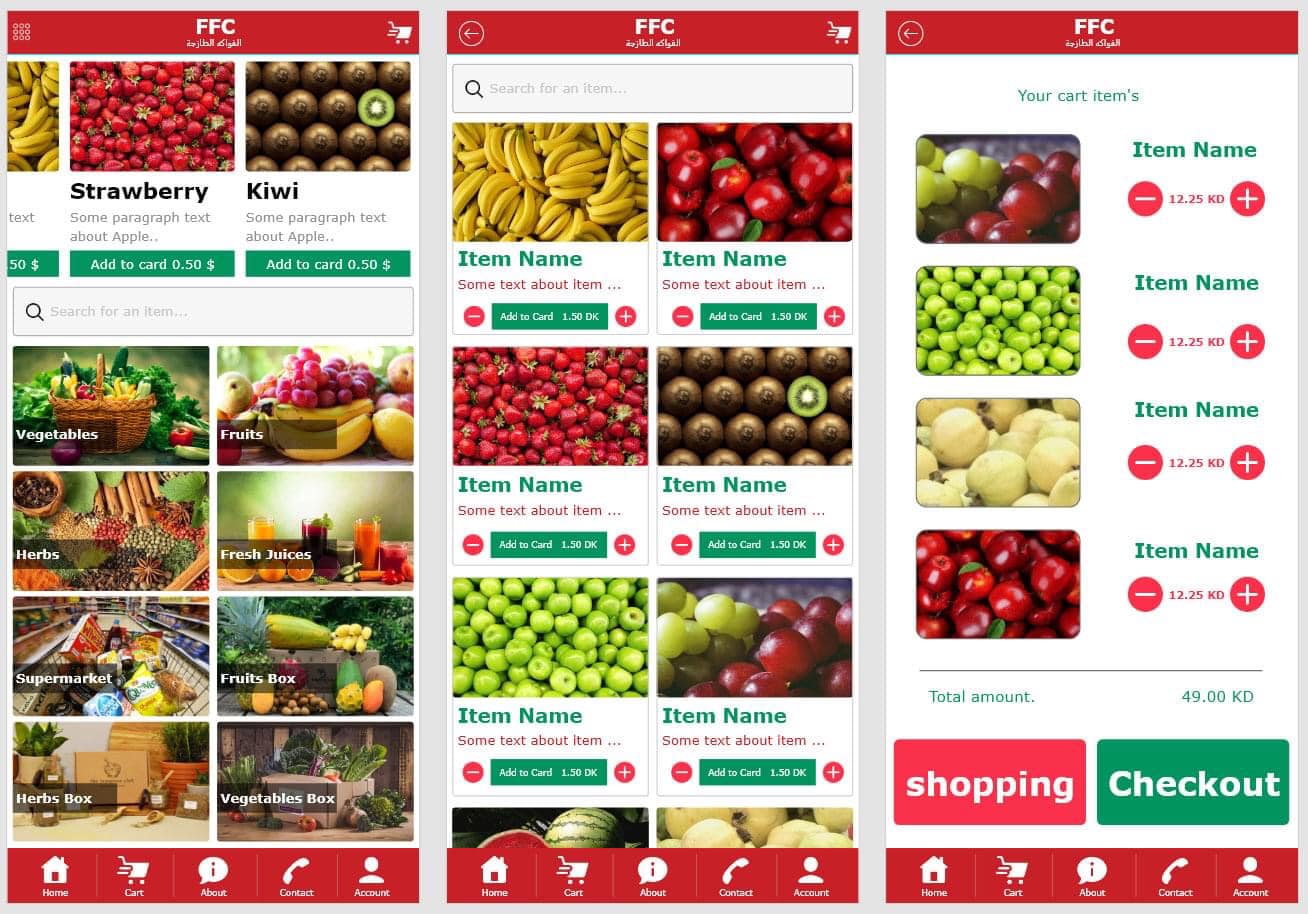 FFC
الفواكه الطازجة
Strawberry
Kiwi
text
Some paragraph text
about Apple..
Some paragraph text
about Apple..
50 $
Add to card 0.50 $
Add to card 0.50 $
Search for an item...
Vegetables
Fruits
Herbs
Fresh Juices
Supermarket
Fruits Box
Herbs Box
Vegetables Box
Home
Cart
About
Contact
Account
FFC
الفواكه الطازجة
Search for an item...
Item Name
Some text about item ...
Add to Card 1.50 DK
Item Name
Some text about item ...
Add to Card 1.50 DK
Item Name
Some text about item ...
Add to Card 1.50 DK
Item Name
Some text about item ...
Add to Card 1.50 DK
Item Name
Some text about item ...
Add to Card 1.50 DK
Item Name
Some text about item ...
Add to Card 1.50 DK
Home
Cart
About
Contact
Account
FFC
الفواكه الطازجة
Your cart item's
Item Name
12.25 KD
Item Name
12.25 KD
Item Name
12.25 KD
Item Name
12.25 KD
Total amount.
49.00 KD
shopping
Checkout
Home
Cart
About
Contact
Account